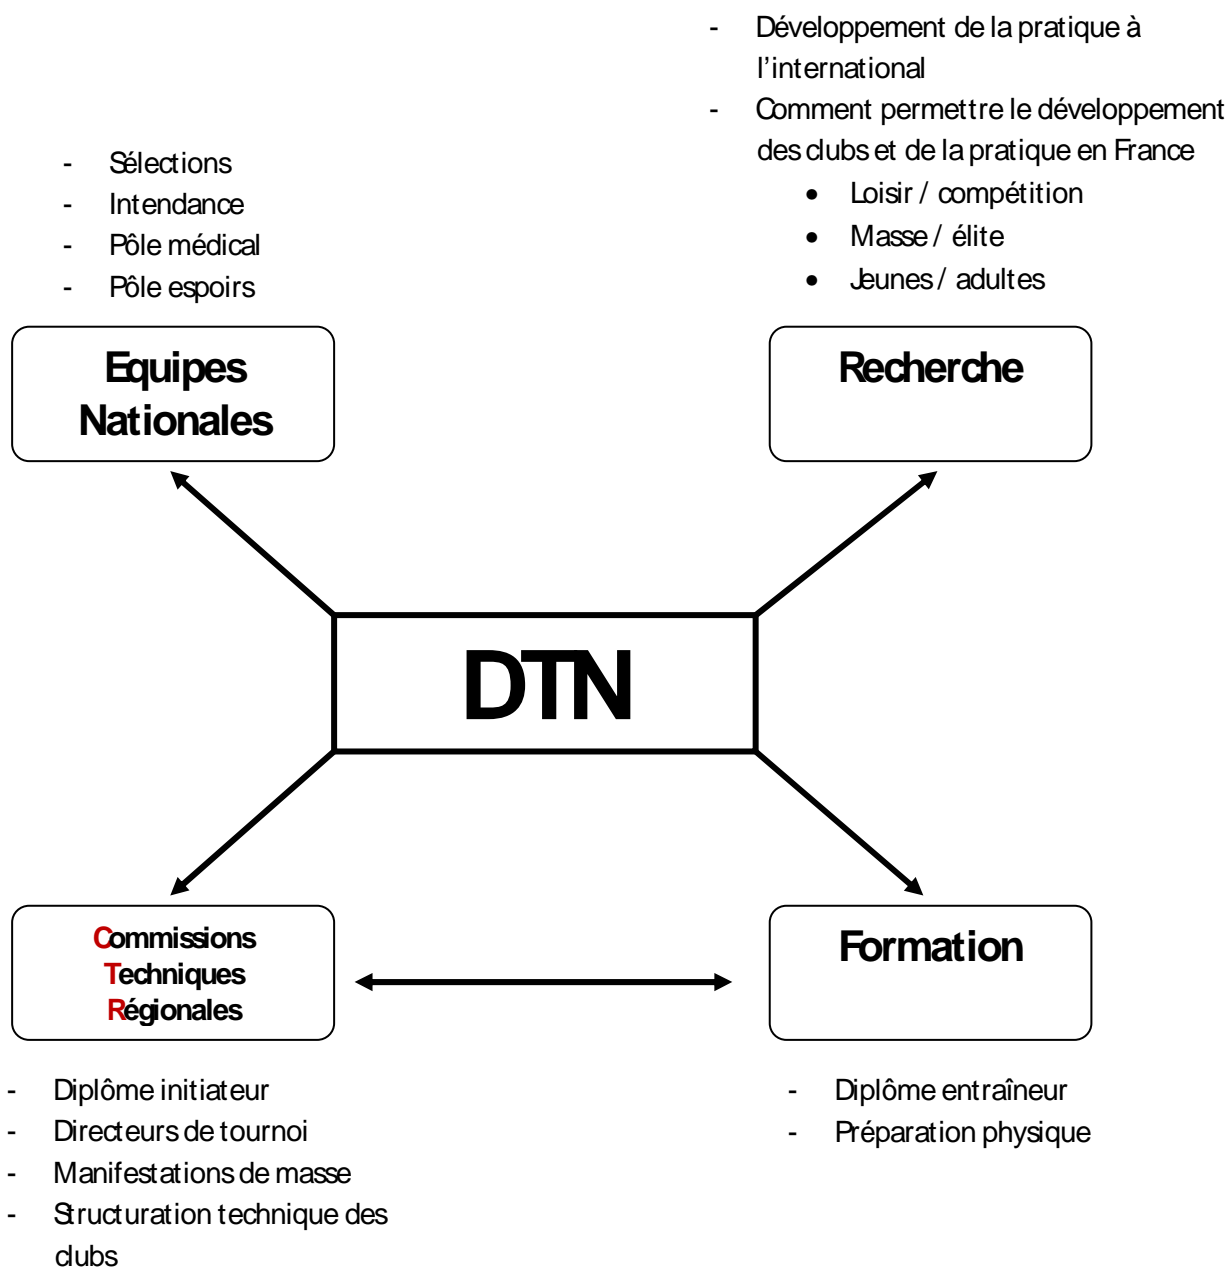 - Développement de la pratique à
l’international
- Comment permettre le développement
des clubs et de la pratique en France
• Loisir / compétition
• Masse / élite
• Jeunes / adultes
- Sélections
- Intendance
- Pôle médical
- Pôle espoirs
Equipes
Nationales
Recherche
DTN
Commissions
Techniques
Régionales
Formation
- Diplôme initiateur
- Directeurs de tournoi
- Manifestations de masse
- Structuration technique des
clubs
- Diplôme entraîneur
- Préparation physique